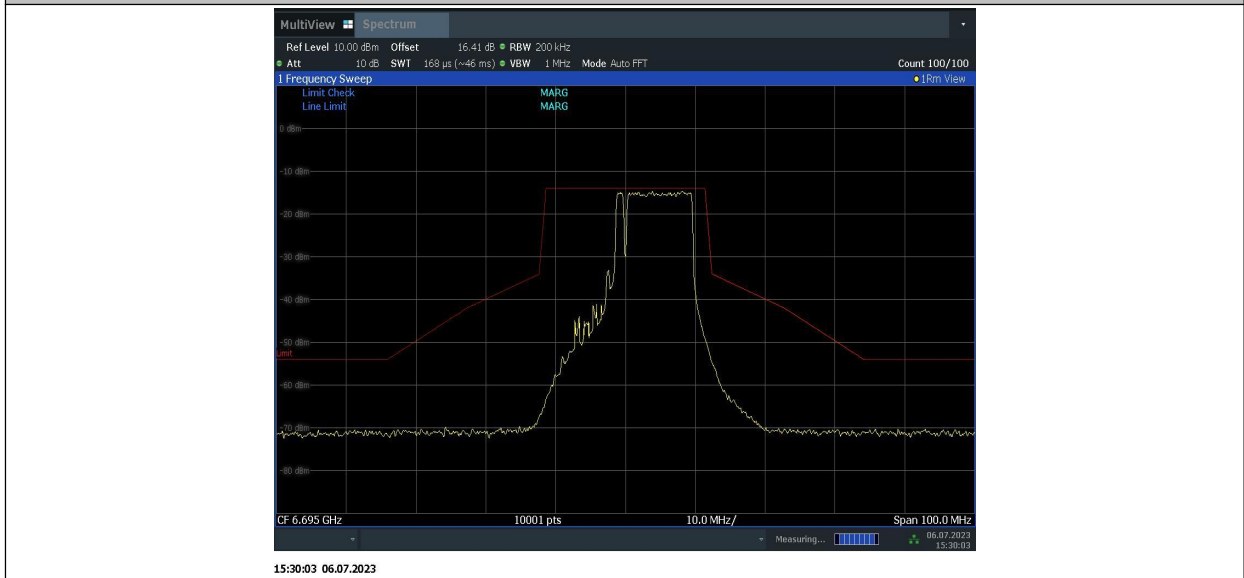 MultiView Spectrum
Ref Level 10.00 dBm Offset 16.41 dB RBW 200 kHz
Att 10 dB SWT 168 µs (~46 ms) VBW 1 MHz Mode Auto FFT Count 100/100
1 Frequency Sweep 1Rm View
Limit Check MARG
Line Limit MARG
0 dBm
-10 dBm
-20 dBm
-30 dBm
-40 dBm
-50 dBm
Limit
-60 dBm
-70 dBm
-80 dBm
CF 6.695 GHz 10001 pts 10.0 MHz/ Span 100.0 MHz
Measuring... 06.07.2023
15:30:03
15:30:03 06.07.2023